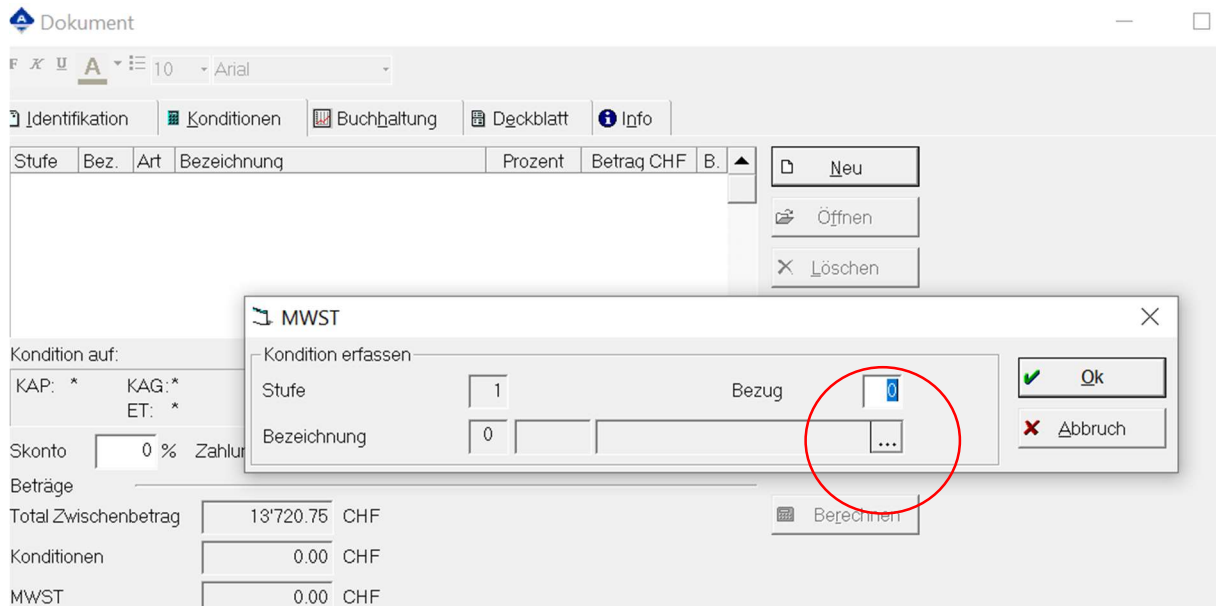 Dokument
F K U A 10 Arial
Identifikation Konditionen Buchhaltung Deckblatt Info
Stufe Bez. Art Bezeichnung Prozent Betrag CHF B.
Neu
Öffnen
Löschen
MWST
Kondition auf:
Kondition erfassen
KAP: * KAG:*
ET: *
Stufe 1 Bezug 0
Ok
Bezeichnung 0 ...
Abbruch
Skonto 0 %
Beträge
Total Zwischenbetrag 13'720.75 CHF
Berechnen
Konditionen 0.00 CHF
MWST 0.00 CHF